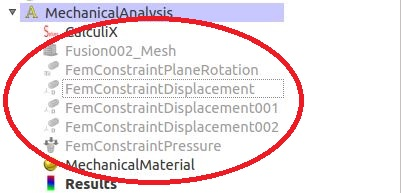 MechanicalAnalysis
CalculiX
Fusion002_Mesh
FemConstraintPlaneRotation
FemConstraintDisplacement
FemConstraintDisplacement001
FemConstraintDisplacement002
FemConstraintPressure
MechanicalMaterial
Results